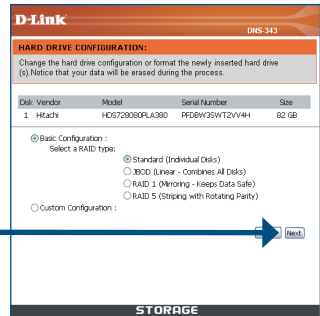 D-Link
DNS-343
HARD DRIVE CONFIGURATION:
Change the hard drive configuration or format the newly inserted hard drive
(s).Notice that your data will be erased during the process.
Disk Vendor Model Serial Number Size
1 Hitachi HDS728080PLA380 PFDBW3SWT2VV4H 82 GB
Basic Configuration :
Select a RAID type:
Standard (Individual Disks)
JBOD (Linear - Combines All Disks)
RAID 1 (Mirroring - Keeps Data Safe)
RAID 5 (Striping with Rotating Parity)
Custom Configuration :
Next
STORAGE